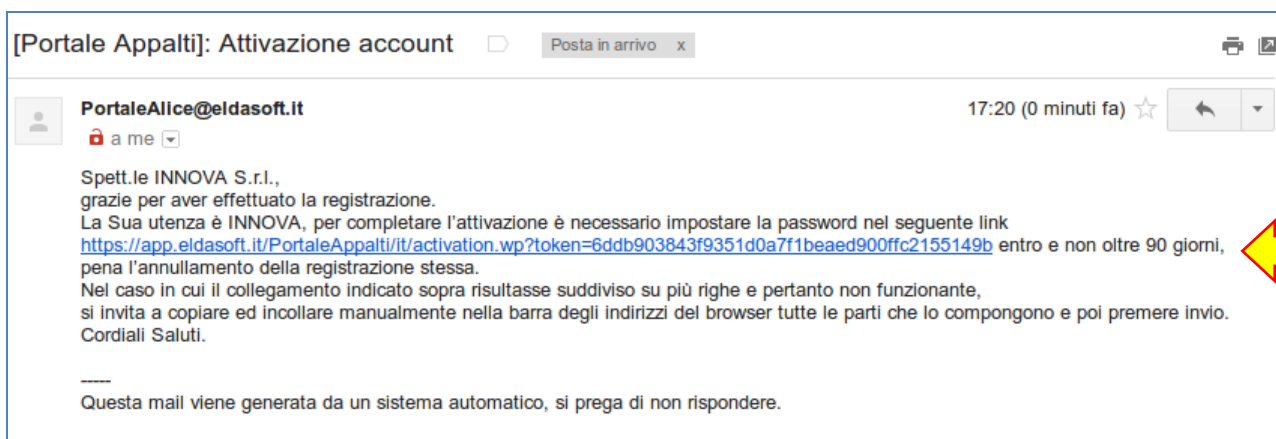 [Portale Appalti]: Attivazione account Posta in arrivo x
PortaleAlice@eldasoft.it 17:20 (0 minuti fa)
a me
Spett.le INNOVA S.r.l.,
grazie per aver effettuato la registrazione.
La Sua utenza è INNOVA, per completare l'attivazione è necessario impostare la password nel seguente link
https://app.eldasoft.it/PortaleAppalti/it/activation.wp?token=6ddb903843f9351d0a7f1beaed900ffc2155149b entro e non oltre 90 giorni,
pena l'annullamento della registrazione stessa.
Nel caso in cui il collegamento indicato sopra risultasse suddiviso su più righe e pertanto non funzionante,
si invita a copiare ed incollare manualmente nella barra degli indirizzi del browser tutte le parti che lo compongono e poi premere invio.
Cordiali Saluti.
-----
Questa mail viene generata da un sistema automatico, si prega di non rispondere.